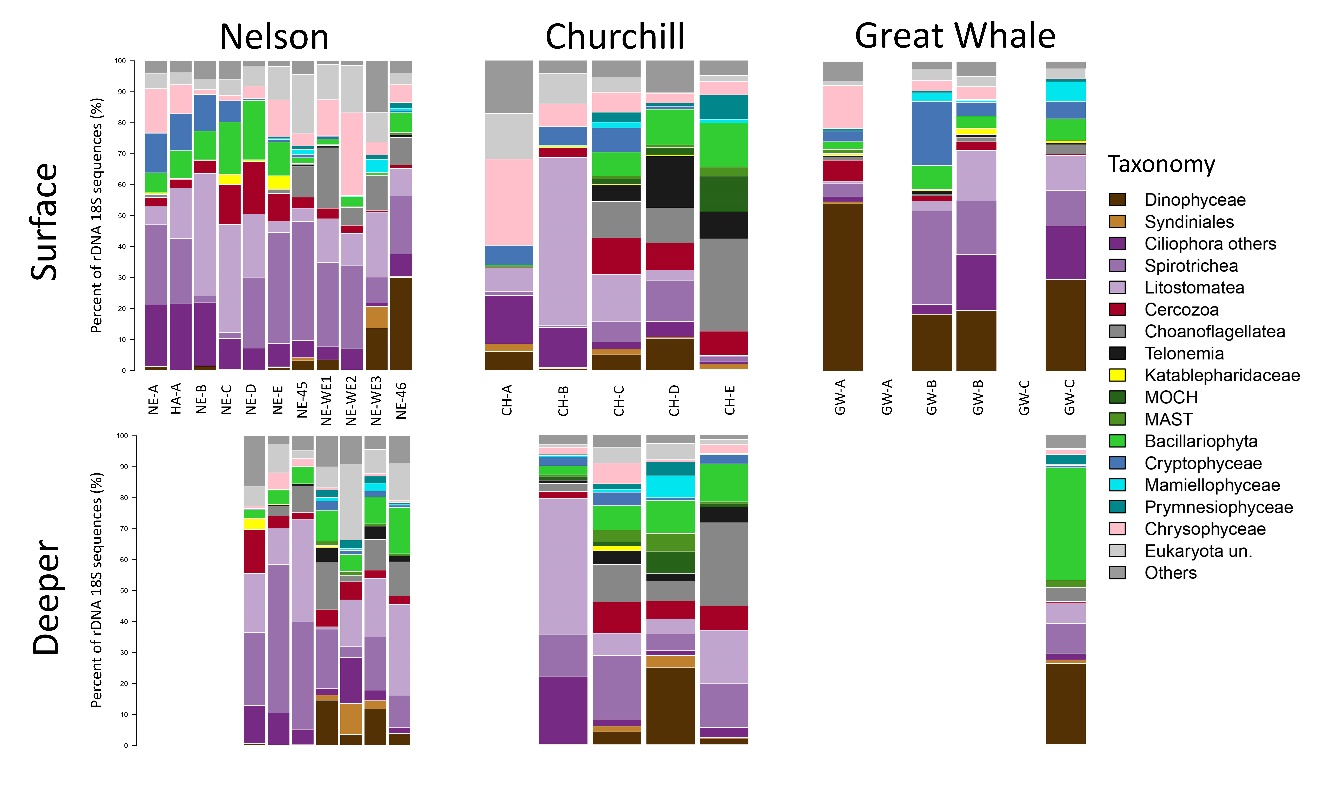 Nelson
Churchill
Great Whale
Surface
Percent of rDNA 18S sequences (%)
100
90
80
70
60
50
40
30
20
10
0
NE-A
HA-A
NE-B
NE-C
NE-D
NE-E
NE-45
NE-WE1
NE-WE2
NE-WE3
NE-46
CH-A
CH-B
CH-C
CH-D
CH-E
GW-A
GW-A
GW-B
GW-B
GW-C
GW-C
Taxonomy
Dinophyceae
Syndiniales
Ciliophora others
Spirotrichea
Litostomatea
Cercozoa
Choanoflagellatea
Telonemia
Katablepharidaceae
MOCH
MAST
Bacillariophyta
Cryptophyceae
Mamiellophyceae
Prymnesiophyceae
Chrysophyceae
Eukaryota un.
Others
Deeper
Percent of rDNA 18S sequences (%)
100
90
80
70
60
50
40
30
20
10
0